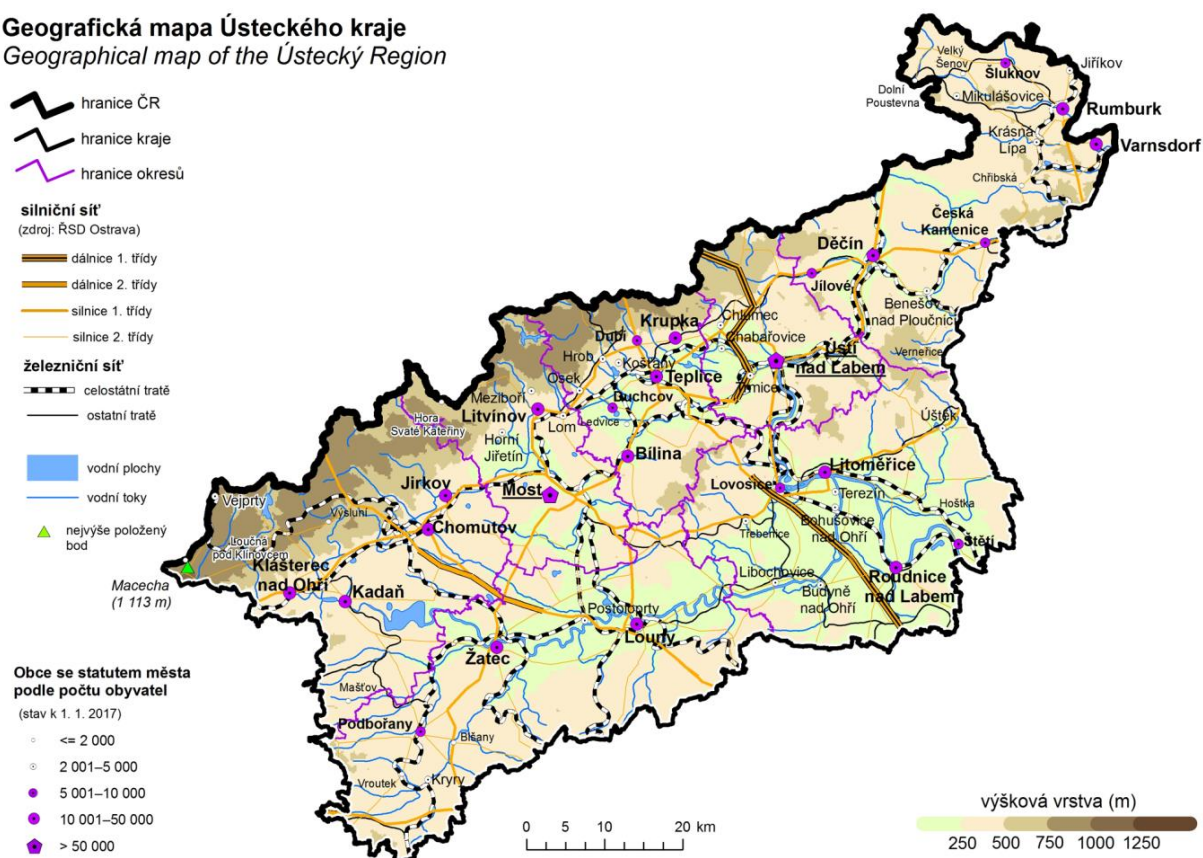 Geografická mapa Ústeckého kraje
Geographical map of the Ústecký Region
hranice ČR
hranice kraje
hranice okresů
silniční síť
(zdroj: ŘSD Ostrava)
dálnice 1. třídy
dálnice 2. třídy
silnice 1. třídy
silnice 2. třídy
železniční síť
celostátní tratě
ostatní tratě
vodní plochy
vodní toky
nejvýše položený
bod
Velký
Šenov
Šluknov
Jiříkov
Dolní
Poustevna
Mikulášovice
Rumburk
Krásná
Lípa
Varnsdorf
Chřibská
Česká
Kamenice
Děčín
Jílové
Benešov
nad Ploučnicí
Verneřice
Chlumec
Chabařovice
Krupka
Dubí
Hrob
Košťany
Ústí
nad Labem
Trmice
Teplice
Osek
Duchcov
Ledvice
Meziboří
Litvínov
Lom
Hora
Svaté Kateřiny
Horní
Jiřetín
Bílina
Úštěk
Litoměřice
Lovosice
Terezín
Hoštka
Bohušovice
nad Ohří
Třebenice
Štětí
Jirkov
Most
Vejprty
Výsluní
Chomutov
Loučná
pod Klínovcem
Klášterec
nad Ohří
Macecha
(1 113 m)
Kadaň
Libochovice
Budyně
nad Ohří
Roudnice
nad Labem
Postoloprty
Louny
Žatec
Mašťov
Podbořany
Blšany
Vroutek
Kryry
Obce se statutem města
podle počtu obyvatel
(stav k 1. 1. 2017)
<= 2 000
2 001–5 000
5 001–10 000
10 001–50 000
> 50 000
0 5 10 20 km
výšková vrstva (m)
250 500 750 1000 1250